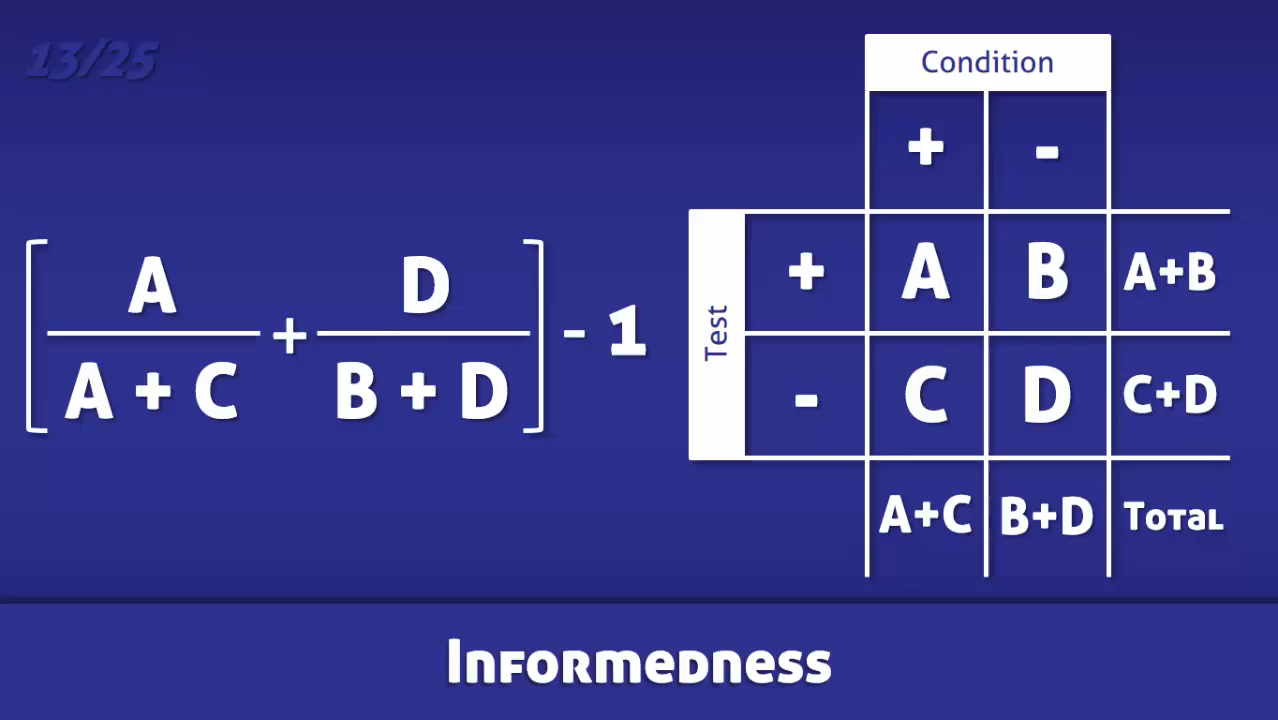 13/25
Condition
+ -
[A/(A + C) + D/(B + D)] - 1
Test
+ A B A+B
- C D C+D
A+C B+D Total
Informedness